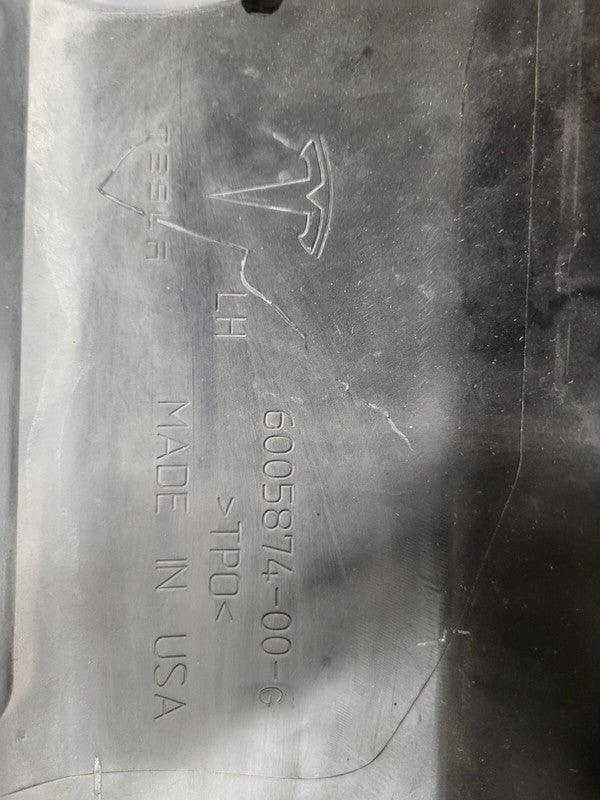 TESLA
LH
6005874-00-G
>TPO<
MADE IN USA